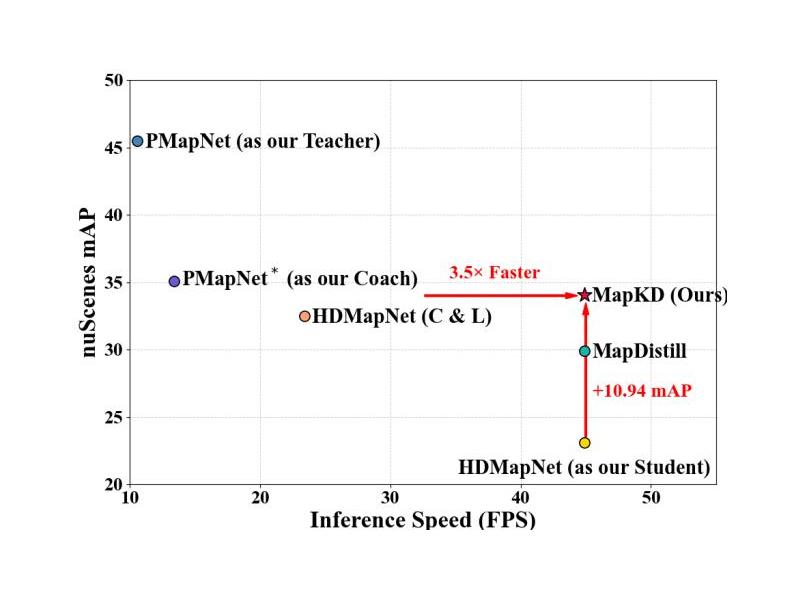 50
PMapNet (as our Teacher)
45
nuScenes mAP
40
PMapNet* (as our Coach)
3.5× Faster
35
MapKD (Ours)
HDMapNet (C & L)
30
MapDistill
+10.94 mAP
25
HDMapNet (as our Student)
20
10 20 30 40 50
Inference Speed (FPS)